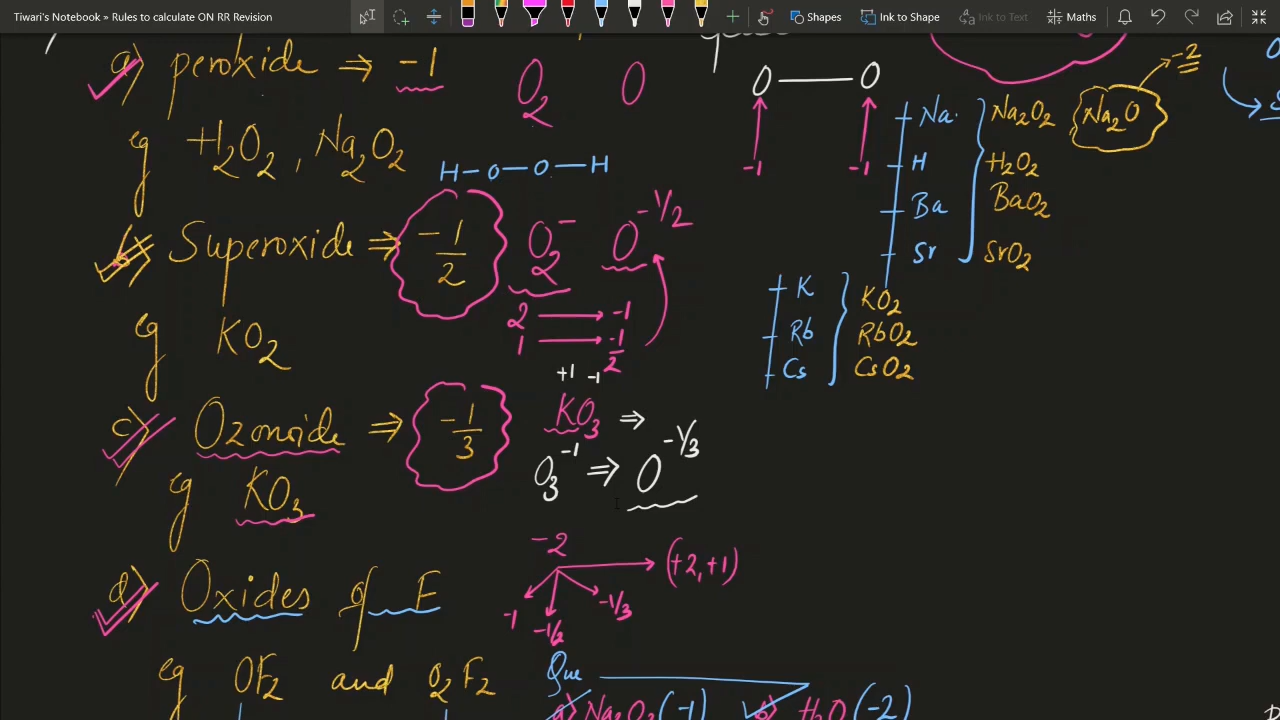 Tiwari's Notebook » Rules to calculate ON RR Revision
Shapes
Ink to Shape
Ink to Text
Maths
a) peroxide ⇒ -1
O₂ O
O — O
-1 -1
eg H₂O₂, Na₂O₂
H-O-O-H
Na
H
Ba
Sr
Na₂O₂
H₂O₂
BaO₂
SrO₂
Na₂O
-2
b) Superoxide ⇒ -1/2
O₂⁻ O^-1/2
2 → -1
1 → -1/2
eg KO₂
K
Rb
Cs
KO₂
RbO₂
CsO₂
c) Ozonide ⇒ -1/3
+1 -1
KO₃ ⇒
O₃^-1 ⇒ O^-1/3
eg KO₃
-2
(+2, +1)
-1
-1/2
-1/3
d) Oxides of F
eg OF₂ and O₂F₂
Que
a) Na₂O₂ (-1) b) H₂O (-2)